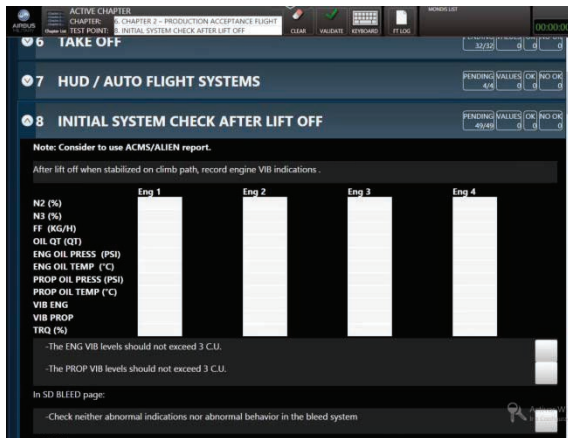 AIRBUS
ACTIVE CHAPTER
Chapter List
CHAPTER: 6. CHAPTER 2 – PRODUCTION ACCEPTANCE FLIGHT
TEST POINT: 8. INITIAL SYSTEM CHECK AFTER LIFT OFF
CLEAR VALIDATE KEYBOARD FT LOG
00:00:00
6 TAKE OFF
32/32 0 0 0
7 HUD / AUTO FLIGHT SYSTEMS
PENDING VALUES OK NO OK
4/4 0 0 0
8 INITIAL SYSTEM CHECK AFTER LIFT OFF
PENDING VALUES OK NO OK
49/49 0 0 0
Note: Consider to use ACMS/ALIEN report.
After lift off when stabilized on climb path, record engine VIB indications .
Eng 1 Eng 2 Eng 3 Eng 4
N2 (%)
N3 (%)
FF (KG/H)
OIL QT (QT)
ENG OIL PRESS (PSI)
ENG OIL TEMP (°C)
PROP OIL PRESS (PSI)
PROP OIL TEMP (°C)
VIB ENG
VIB PROP
TRQ (%)
-The ENG VIB levels should not exceed 3 C.U.
-The PROP VIB levels should not exceed 3 C.U.
In SD BLEED page:
-Check neither abnormal indications nor abnormal behavior in the bleed system